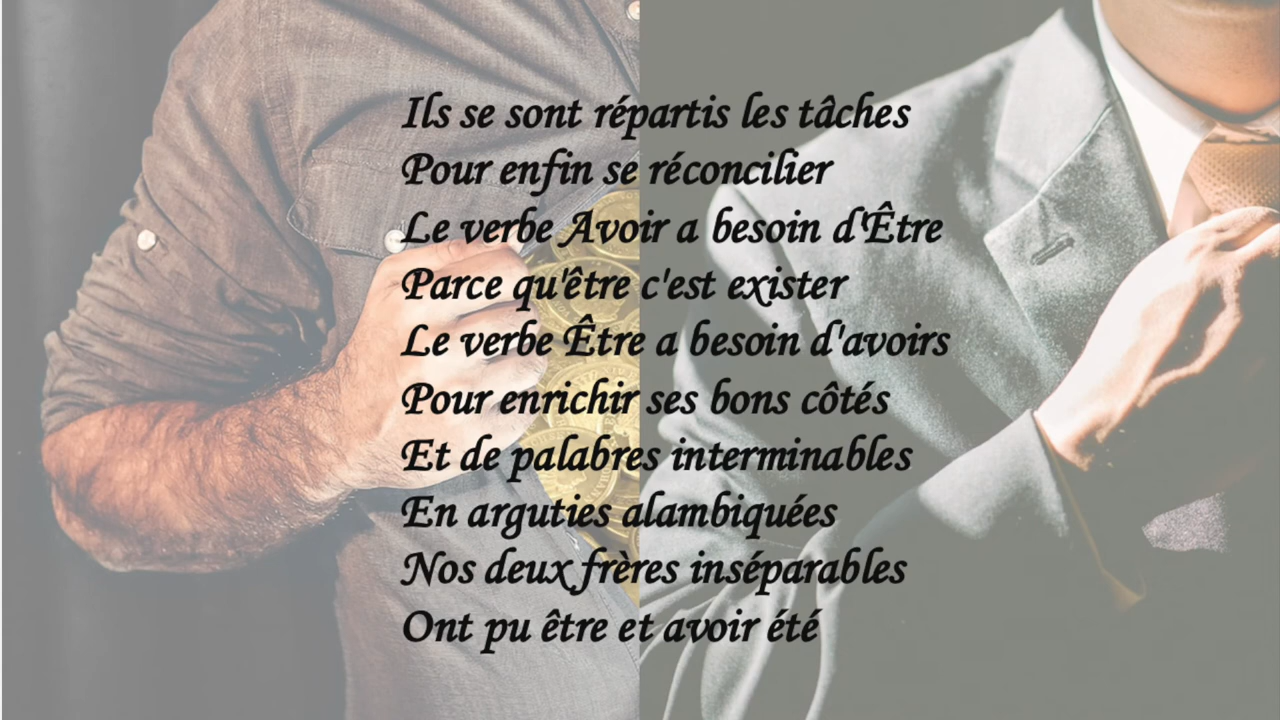 Ils se sont répartis les tâches
Pour enfin se réconcilier
Le verbe Avoir a besoin d'Être
Parce qu'être c'est exister
Le verbe Être a besoin d'avoirs
Pour enrichir ses bons côtés
Et de palabres interminables
En arguties alambiquées
Nos deux frères inséparables
Ont pu être et avoir été